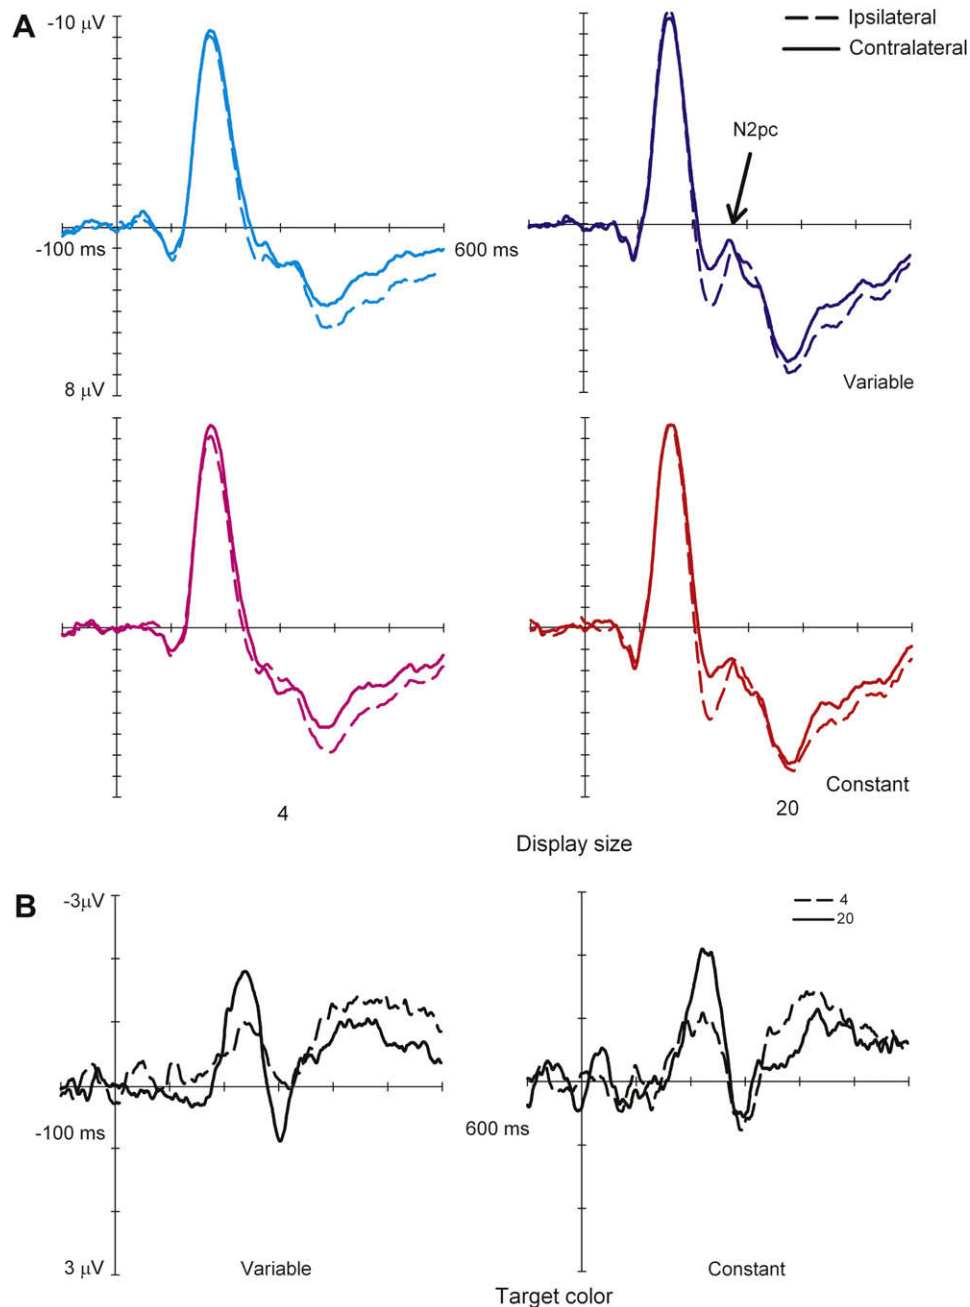 A
-10 µV
Ipsilateral
Contralateral
N2pc
-100 ms
600 ms
8 µV
Variable
Constant
4
20
Display size
B
-3µV
4
20
-100 ms
600 ms
3 µV
Variable
Constant
Target color